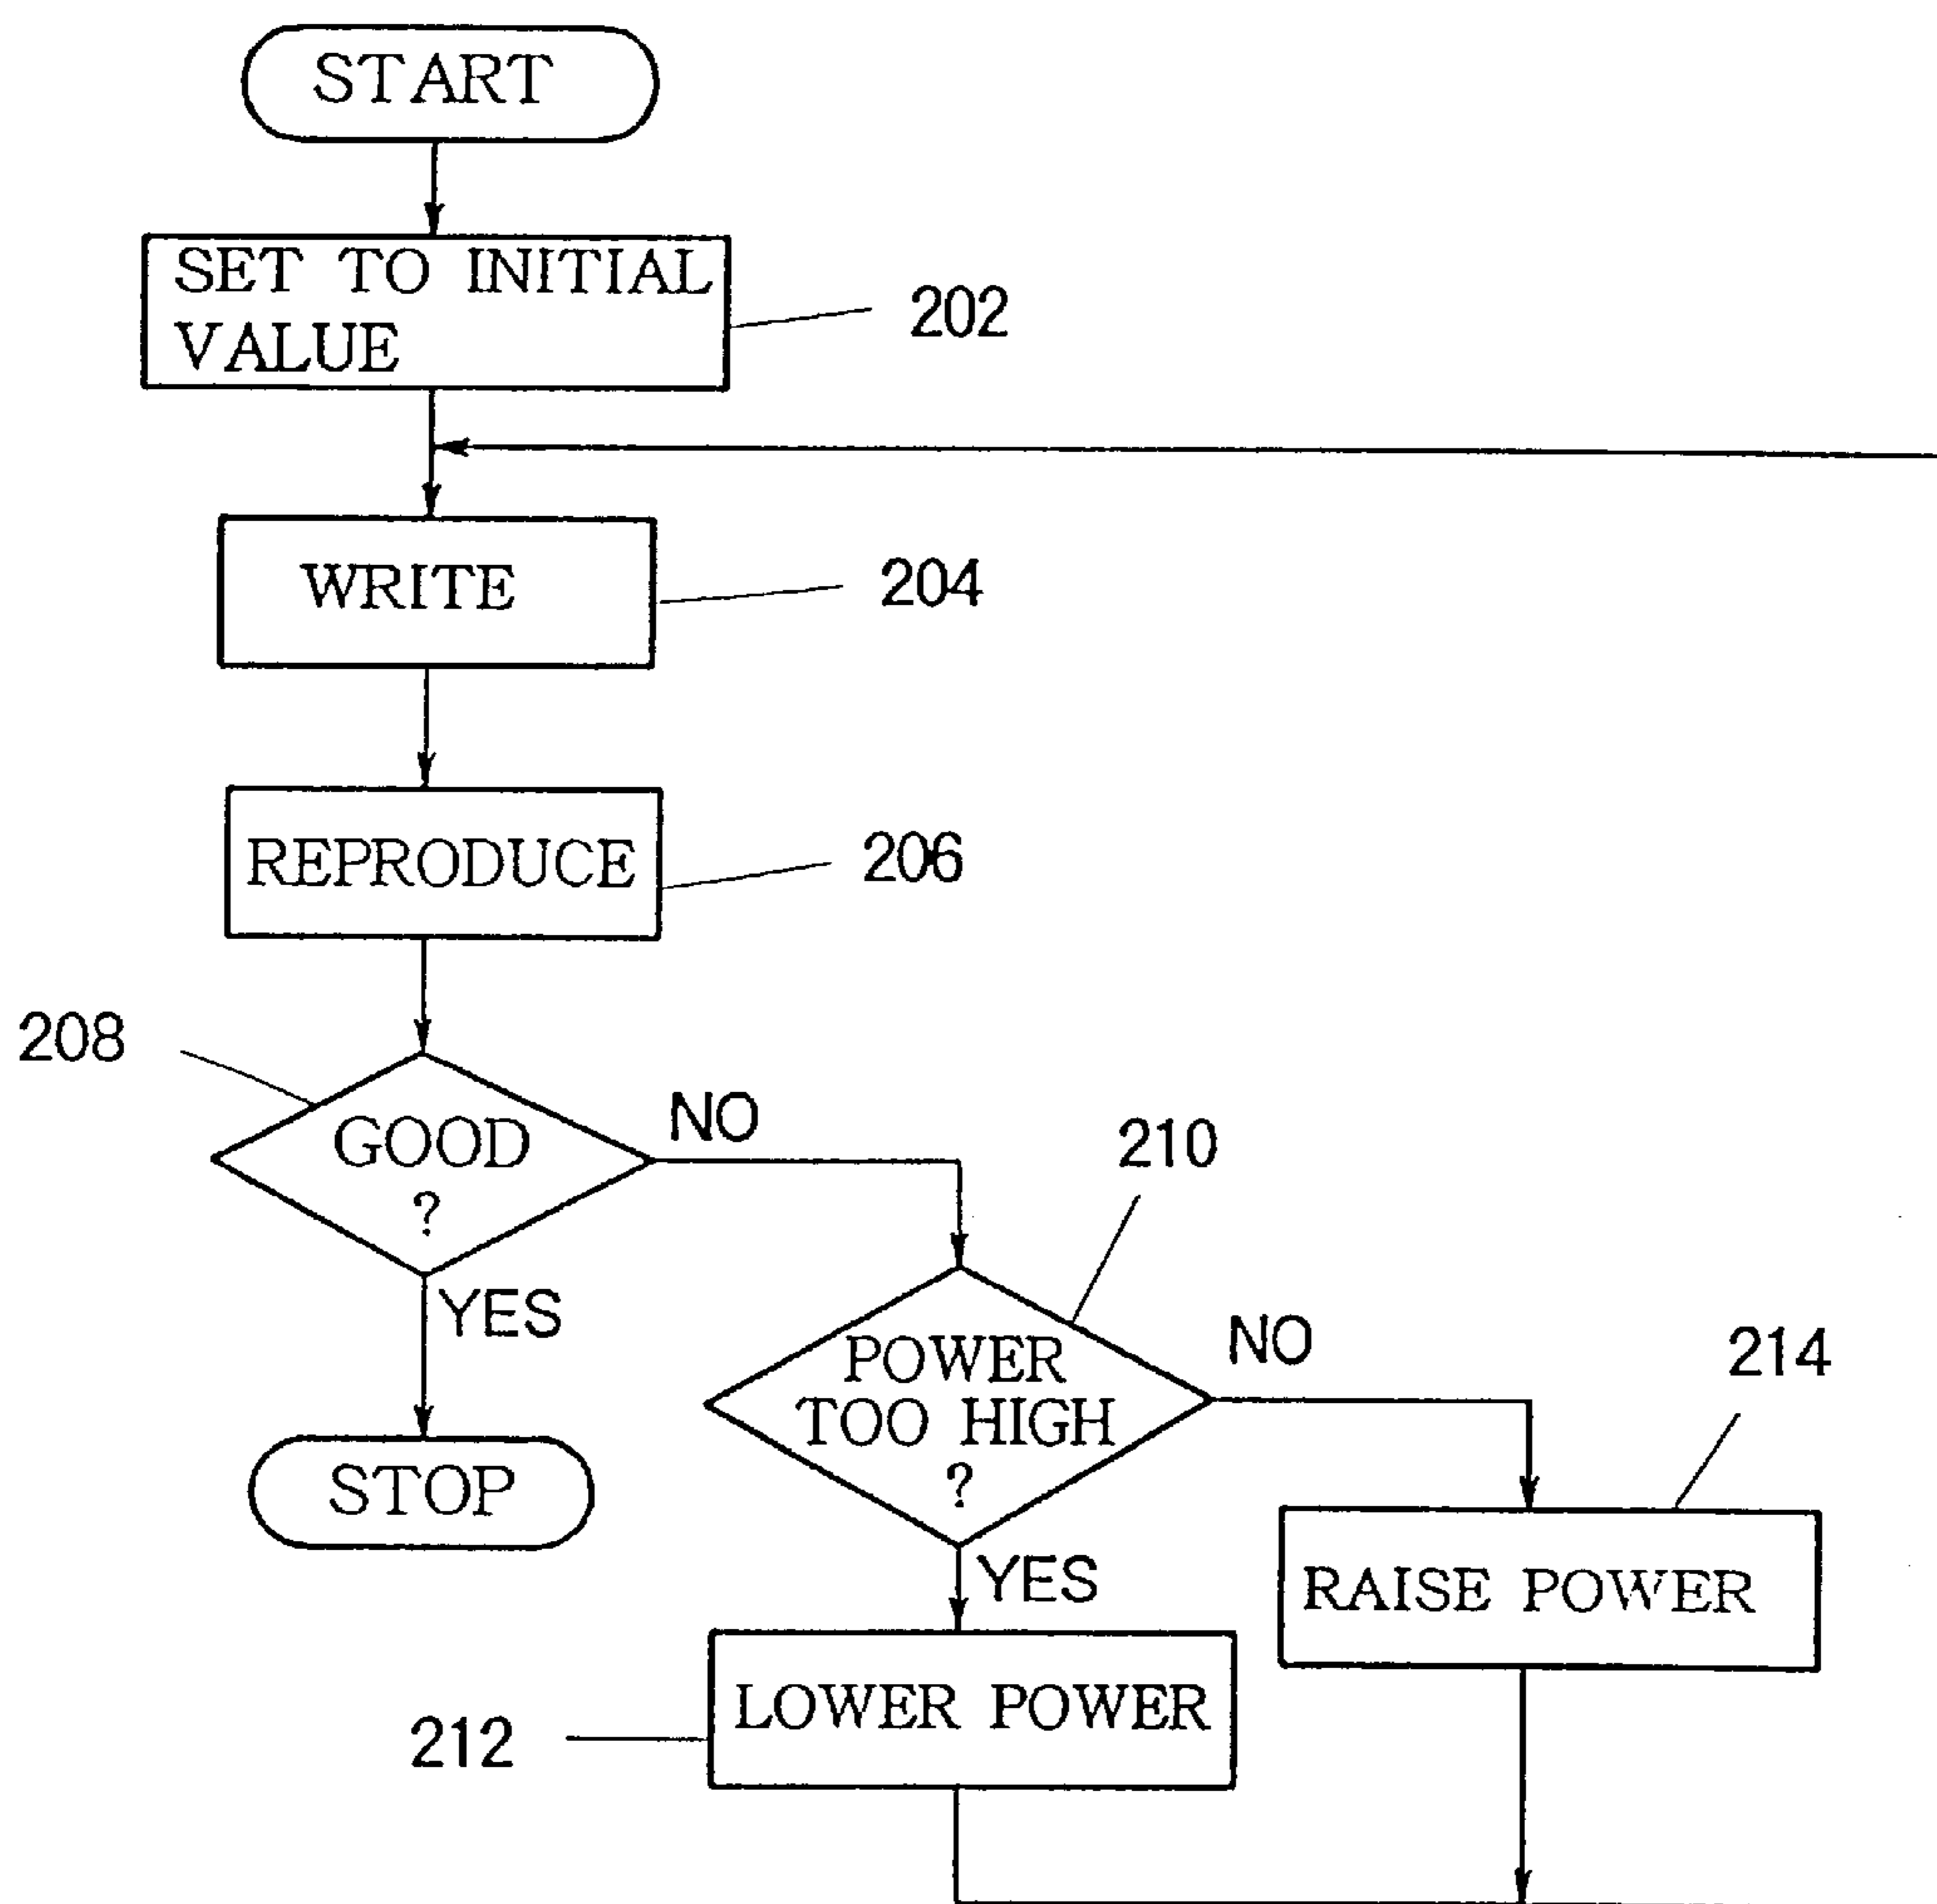 START
SET TO INITIAL
VALUE
202
WRITE
204
REPRODUCE
206
208
GOOD
?
NO
YES
STOP
210
POWER
TOO HIGH
?
NO
YES
214
RAISE POWER
LOWER POWER
212